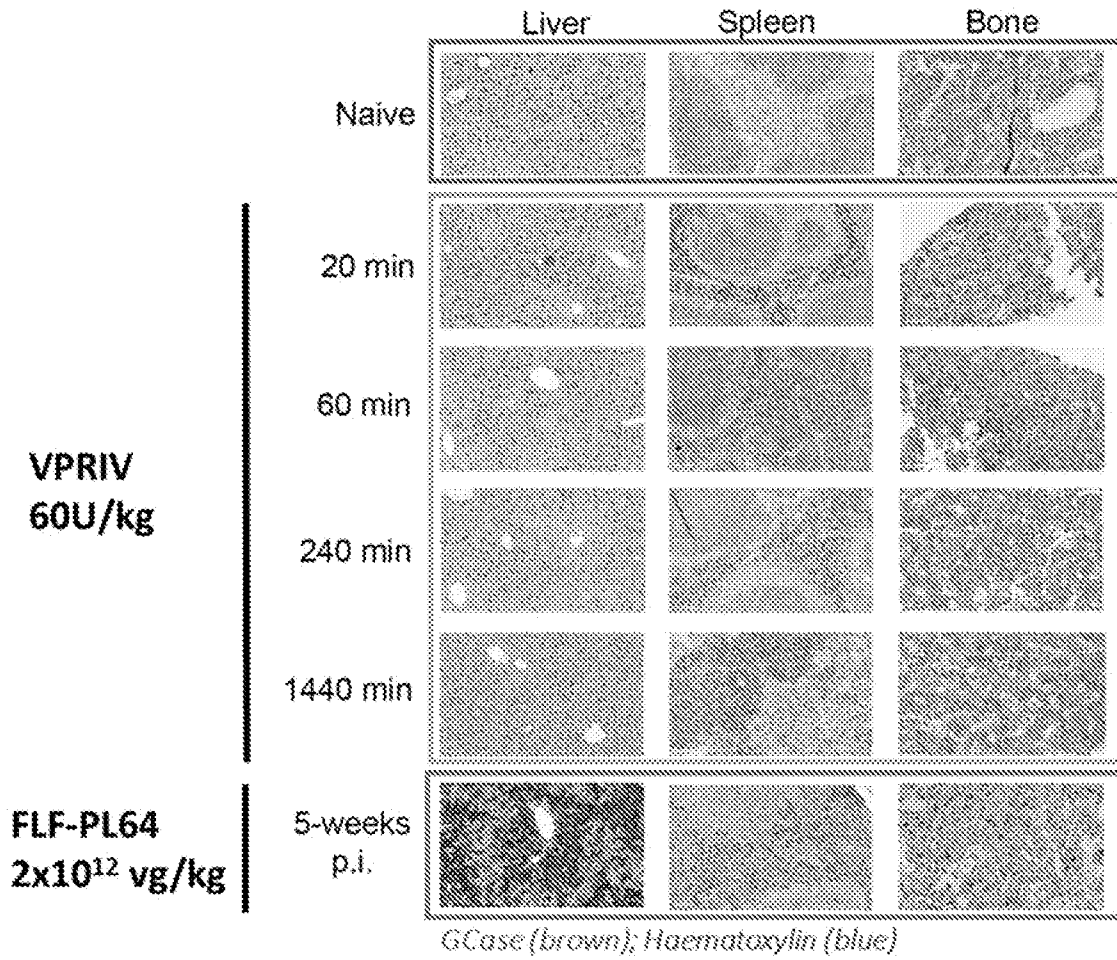 Liver Spleen Bone
Naive
20 min
60 min
VPRIV
60U/kg
240 min
1440 min
FLF-PL64
2x10¹² vg/kg
5-weeks
p.i.
GCase (brown); Haematoxylin (blue)